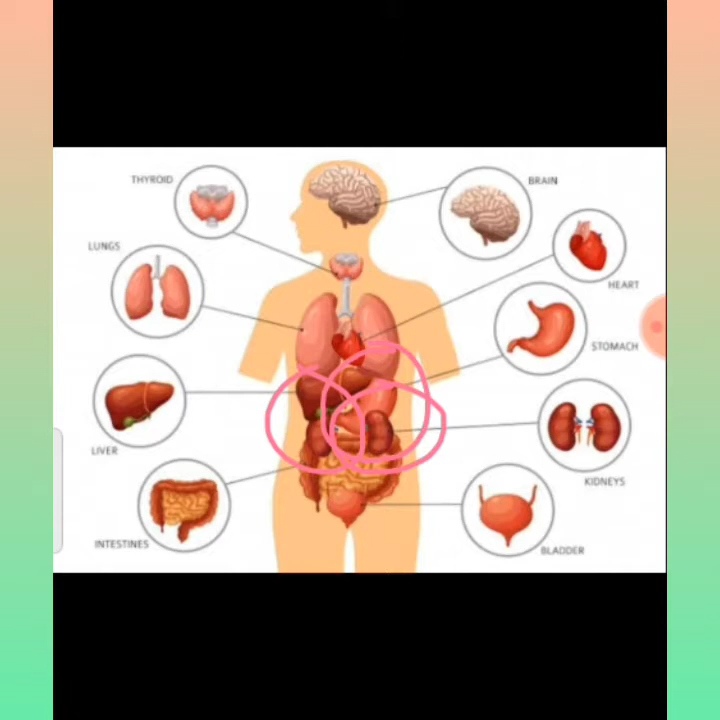 THYROID
BRAIN
LUNGS
HEART
STOMACH
LIVER
KIDNEYS
INTESTINES
BLADDER